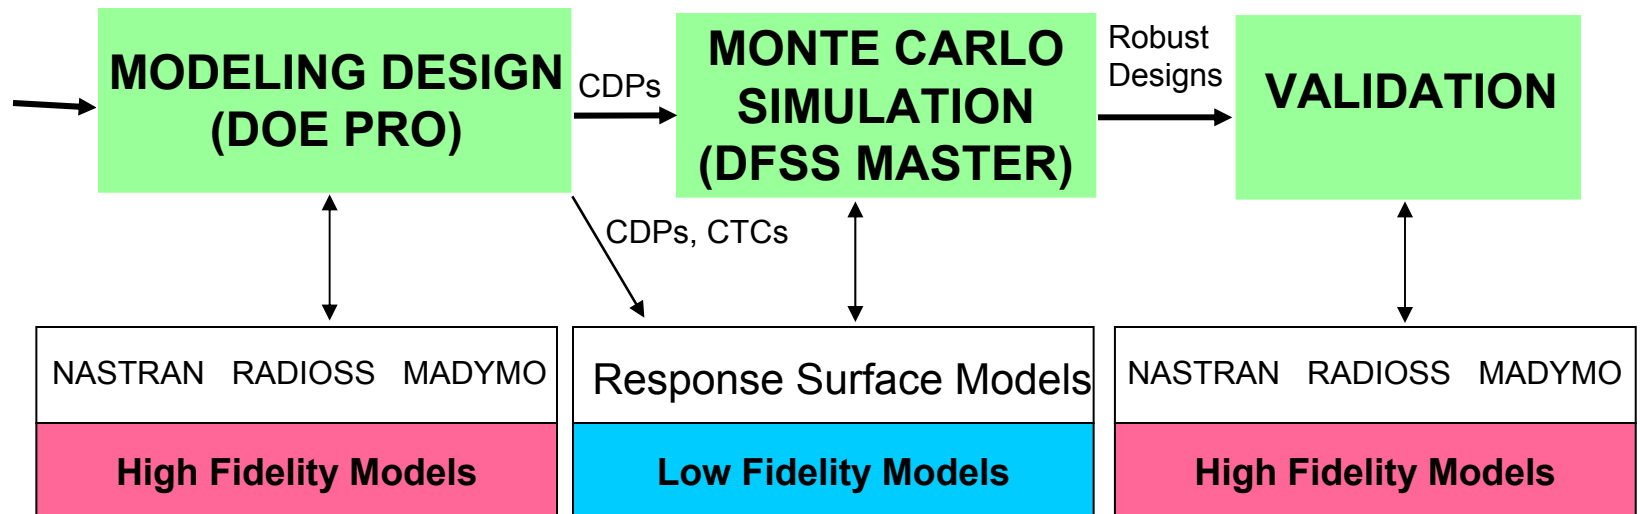 MODELING DESIGN
(DOE PRO)
CDPs
MONTE CARLO
SIMULATION
(DFSS MASTER)
Robust
Designs
VALIDATION
CDPs, CTCs
NASTRAN RADIOSS MADYMO
High Fidelity Models
Response Surface Models
Low Fidelity Models
NASTRAN RADIOSS MADYMO
High Fidelity Models